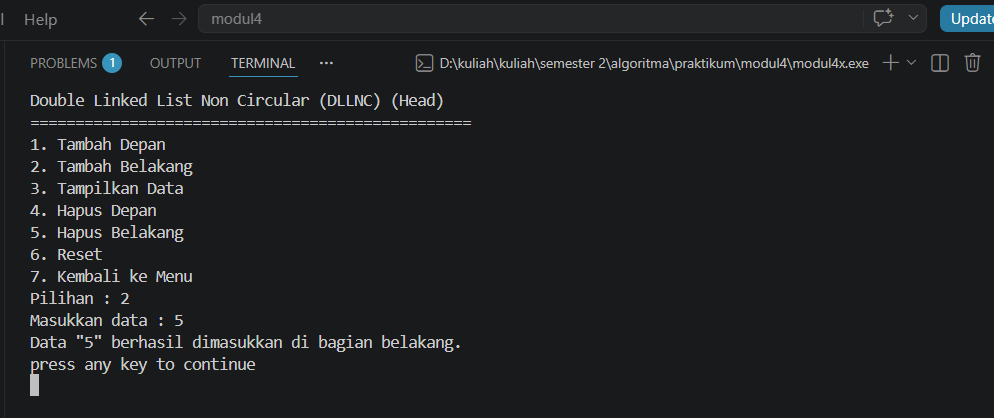 Help modul4 Update
PROBLEMS 1 OUTPUT TERMINAL ... D:\kuliah\kuliah\semester 2\algoritma\praktikum\modul4\modul4x.exe
Double Linked List Non Circular (DLLNC) (Head)
=================================================
1. Tambah Depan
2. Tambah Belakang
3. Tampilkan Data
4. Hapus Depan
5. Hapus Belakang
6. Reset
7. Kembali ke Menu
Pilihan : 2
Masukkan data : 5
Data "5" berhasil dimasukkan di bagian belakang.
press any key to continue